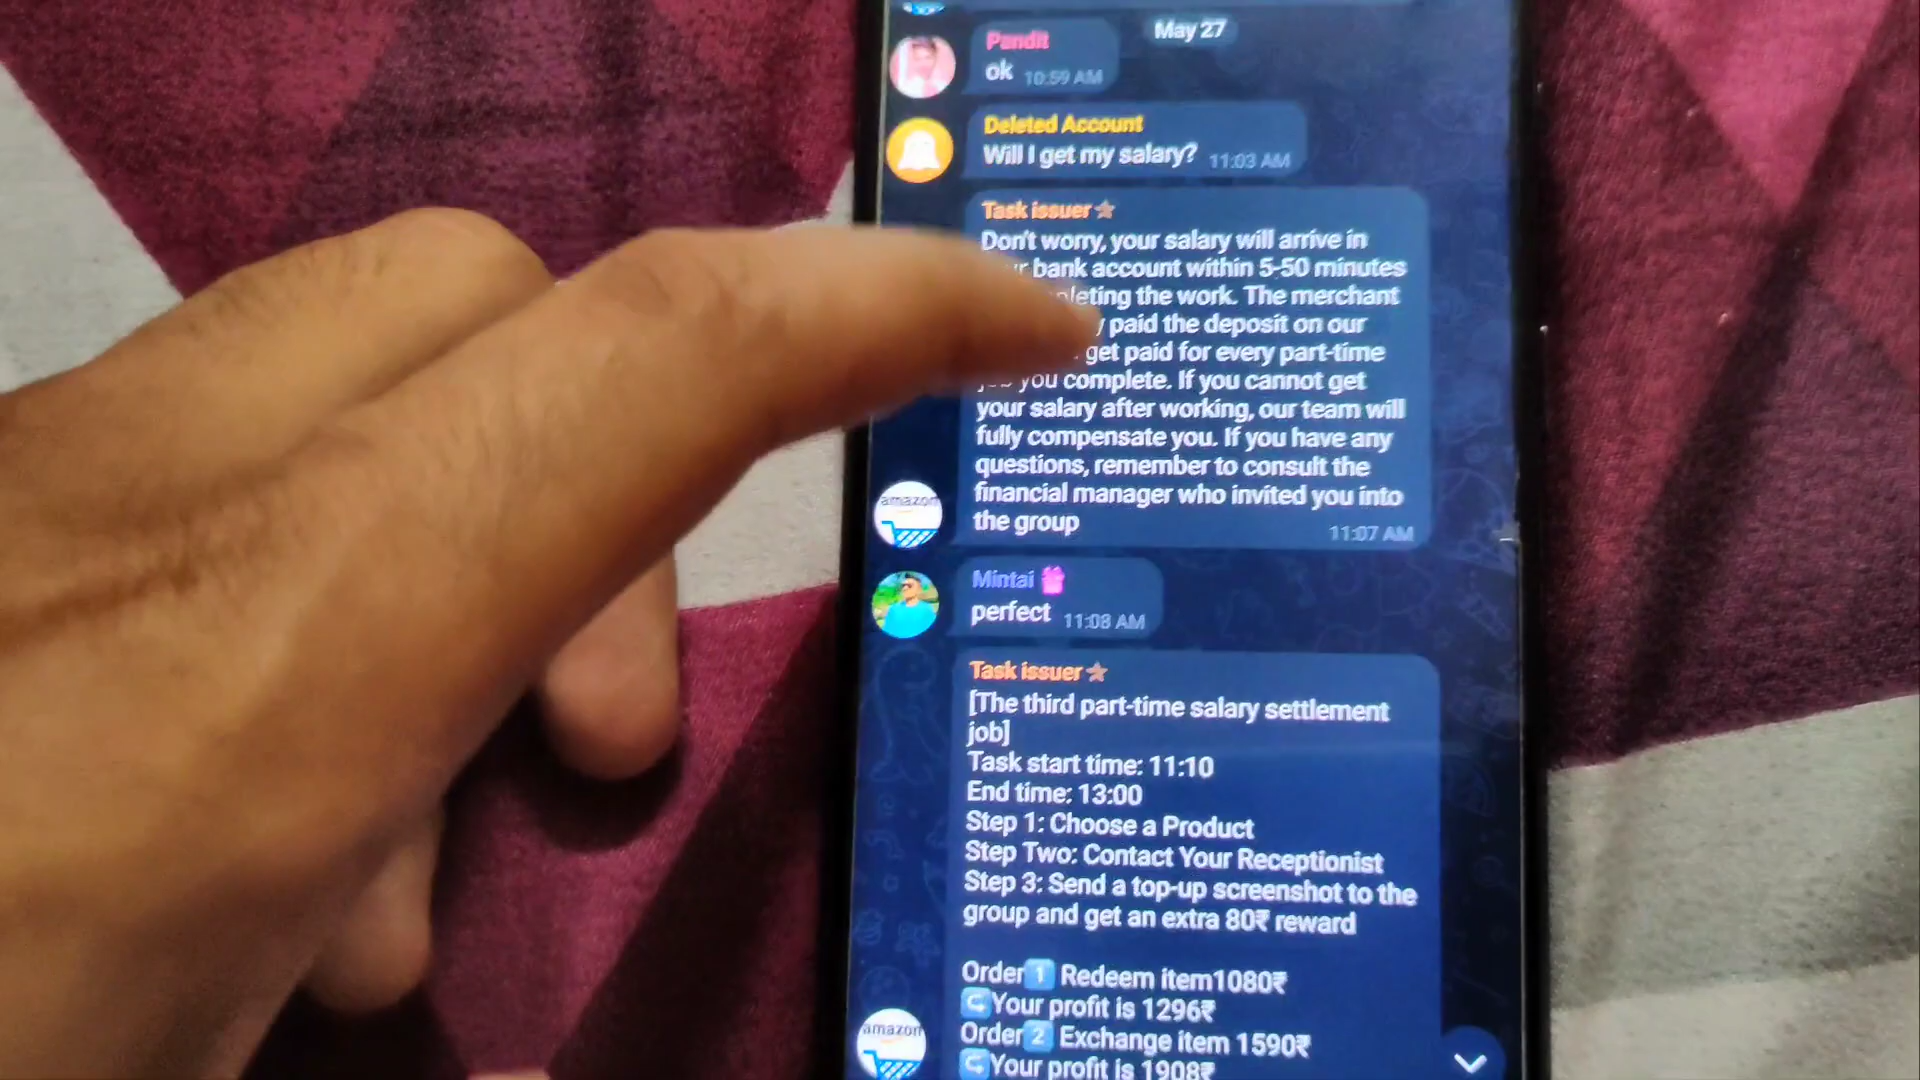 May 27
Pandit
ok 10:59 AM
Deleted Account
Will I get my salary? 11:03 AM
Task issuer
Don't worry, your salary will arrive in
bank account within 5-50 minutes
the work. The merchant
paid the deposit on our
get paid for every part-time
you complete. If you cannot get
your salary after working, our team will
fully compensate you. If you have any
questions, remember to consult the
financial manager who invited you into
the group
11:07 AM
amazon
Mintai
perfect 11:08 AM
Task issuer
[The third part-time salary settlement
job]
Task start time: 11:10
End time: 13:00
Step 1: Choose a Product
Step Two: Contact Your Receptionist
Step 3: Send a top-up screenshot to the
group and get an extra 80₹ reward
Order 1 Redeem item1080₹
Your profit is 1296₹
Order 2 Exchange item 1590₹
Your profit is 1908₹
amazon